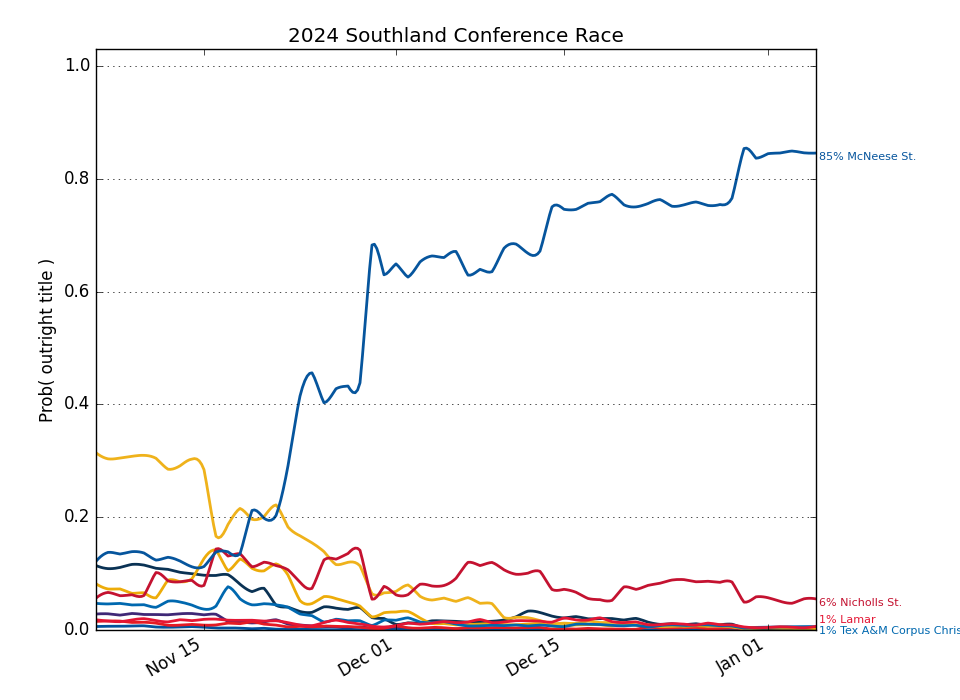 2024 Southland Conference Race
Prob( outright title )
1.0
0.8
0.6
0.4
0.2
0.0
Nov 15
Dec 01
Dec 15
Jan 01
85% McNeese St.
6% Nicholls St.
1% Lamar
1% Tex A&M Corpus Chris